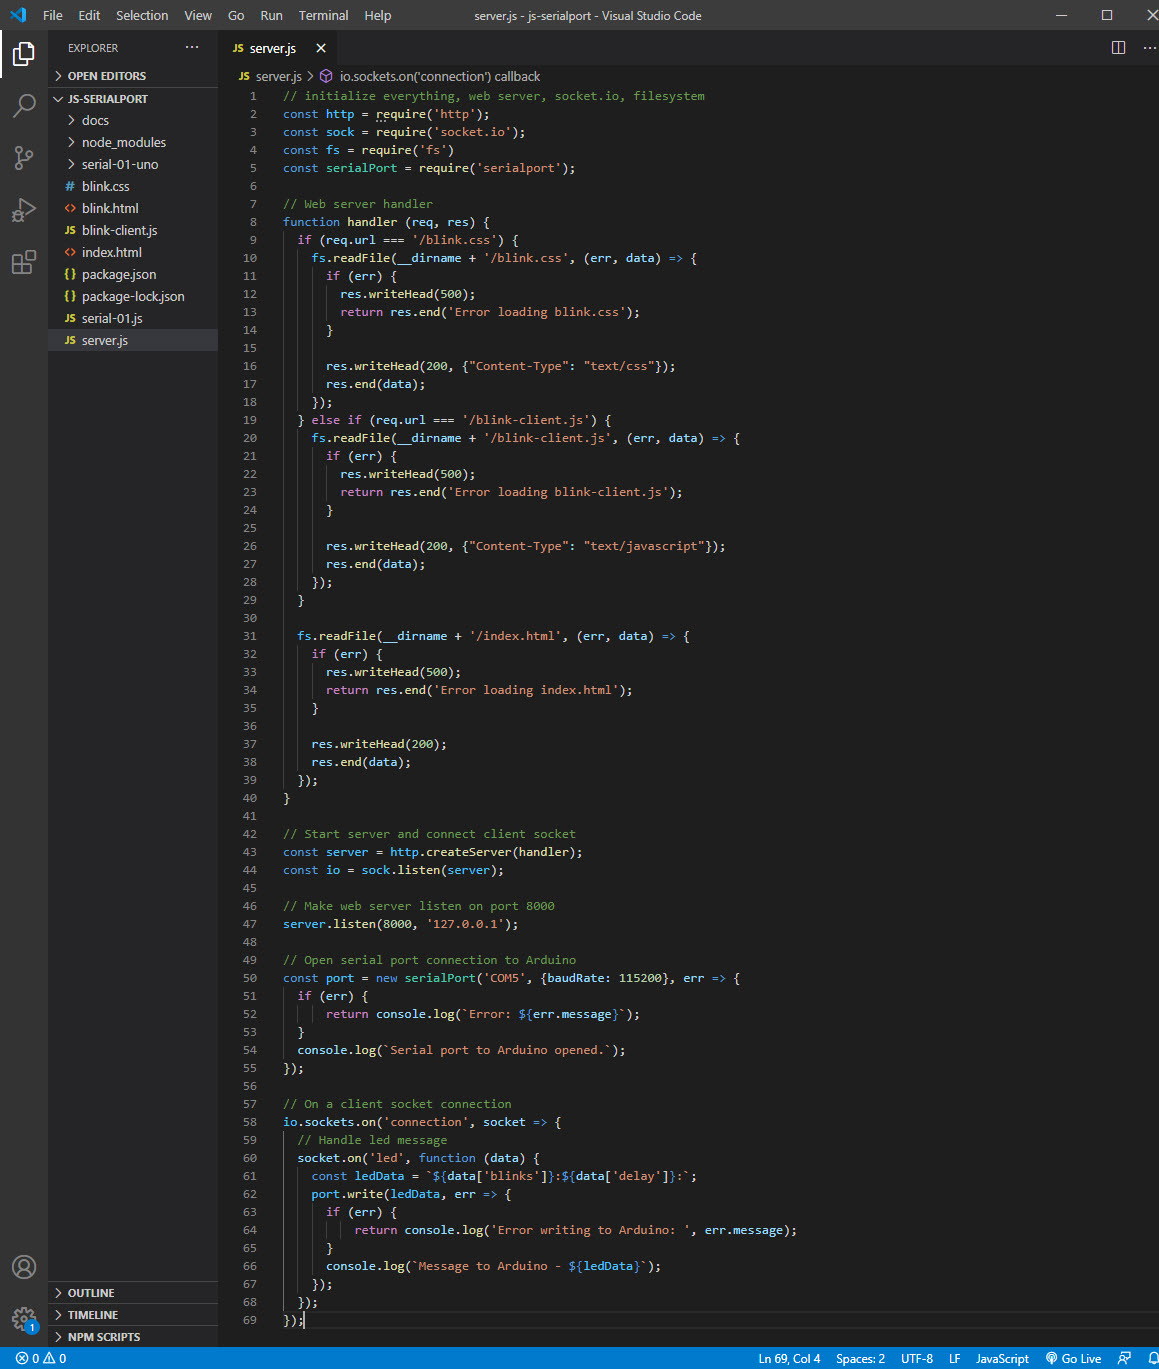 File Edit Selection View Go Run Terminal Help server.js - js-serialport - Visual Studio Code
EXPLORER
OPEN EDITORS
JS-SERIALPORT
docs
node_modules
serial-01-uno
# blink.css
<> blink.html
JS blink-client.js
<> index.html
{} package.json
{} package-lock.json
JS serial-01.js
JS server.js
OUTLINE
TIMELINE
NPM SCRIPTS
1
JS server.js
JS server.js > io.sockets.on('connection') callback
1 // initialize everything, web server, socket.io, filesystem
2 const http = require('http');
3 const sock = require('socket.io');
4 const fs = require('fs')
5 const serialPort = require('serialport');
6
7 // Web server handler
8 function handler (req, res) {
9 if (req.url === '/blink.css') {
10 fs.readFile(__dirname + '/blink.css', (err, data) => {
11 if (err) {
12 res.writeHead(500);
13 return res.end('Error loading blink.css');
14 }
15
16 res.writeHead(200, {"Content-Type": "text/css"});
17 res.end(data);
18 });
19 } else if (req.url === '/blink-client.js') {
20 fs.readFile(__dirname + '/blink-client.js', (err, data) => {
21 if (err) {
22 res.writeHead(500);
23 return res.end('Error loading blink-client.js');
24 }
25
26 res.writeHead(200, {"Content-Type": "text/javascript"});
27 res.end(data);
28 });
29 }
30
31 fs.readFile(__dirname + '/index.html', (err, data) => {
32 if (err) {
33 res.writeHead(500);
34 return res.end('Error loading index.html');
35 }
36
37 res.writeHead(200);
38 res.end(data);
39 });
40 }
41
42 // Start server and connect client socket
43 const server = http.createServer(handler);
44 const io = sock.listen(server);
45
46 // Make web server listen on port 8000
47 server.listen(8000, '127.0.0.1');
48
49 // Open serial port connection to Arduino
50 const port = new serialPort('COM5', {baudRate: 115200}, err => {
51 if (err) {
52 return console.log(`Error: ${err.message}`);
53 }
54 console.log(`Serial port to Arduino opened.`);
55 });
56
57 // On a client socket connection
58 io.sockets.on('connection', socket => {
59 // Handle led message
60 socket.on('led', function (data) {
61 const ledData = `${data['blinks']}:${data['delay']}:`;
62 port.write(ledData, err => {
63 if (err) {
64 return console.log('Error writing to Arduino: ', err.message);
65 }
66 console.log(`Message to Arduino - ${ledData}`);
67 });
68 });
69 });
0 0 Ln 69, Col 4 Spaces: 2 UTF-8 LF JavaScript Go Live